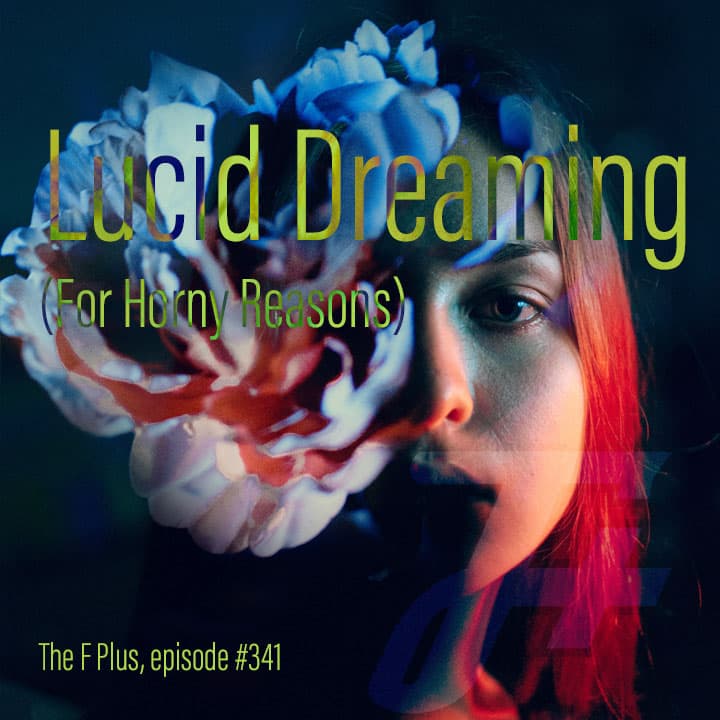 Lucid Dreaming
(For Horny Reasons)
The F Plus, episode #341